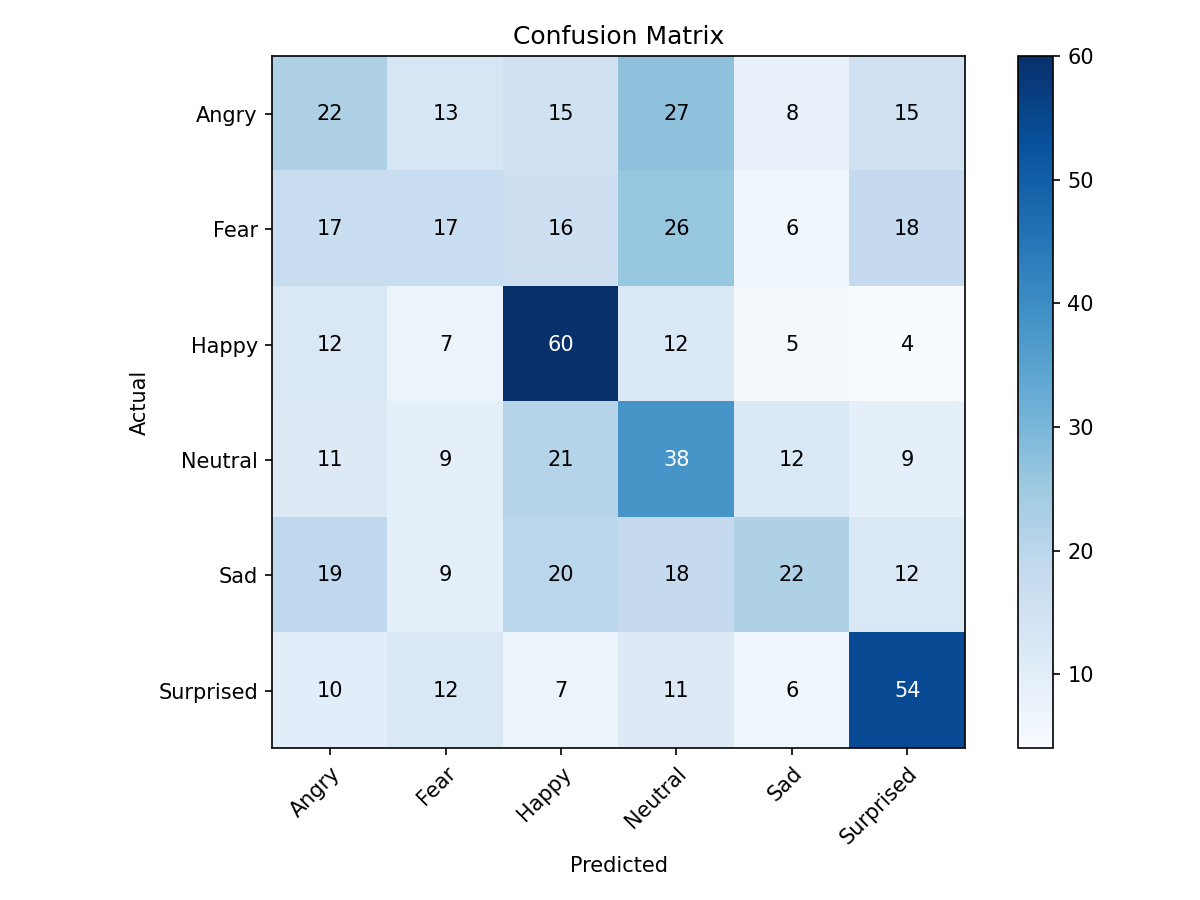 Confusion Matrix
Angry 22 13 15 27 8 15
Fear 17 17 16 26 6 18
Happy 12 7 60 12 5 4
Neutral 11 9 21 38 12 9
Sad 19 9 20 18 22 12
Surprised 10 12 7 11 6 54
Actual
Angry Fear Happy Neutral Sad Surprised
Predicted
60
50
40
30
20
10